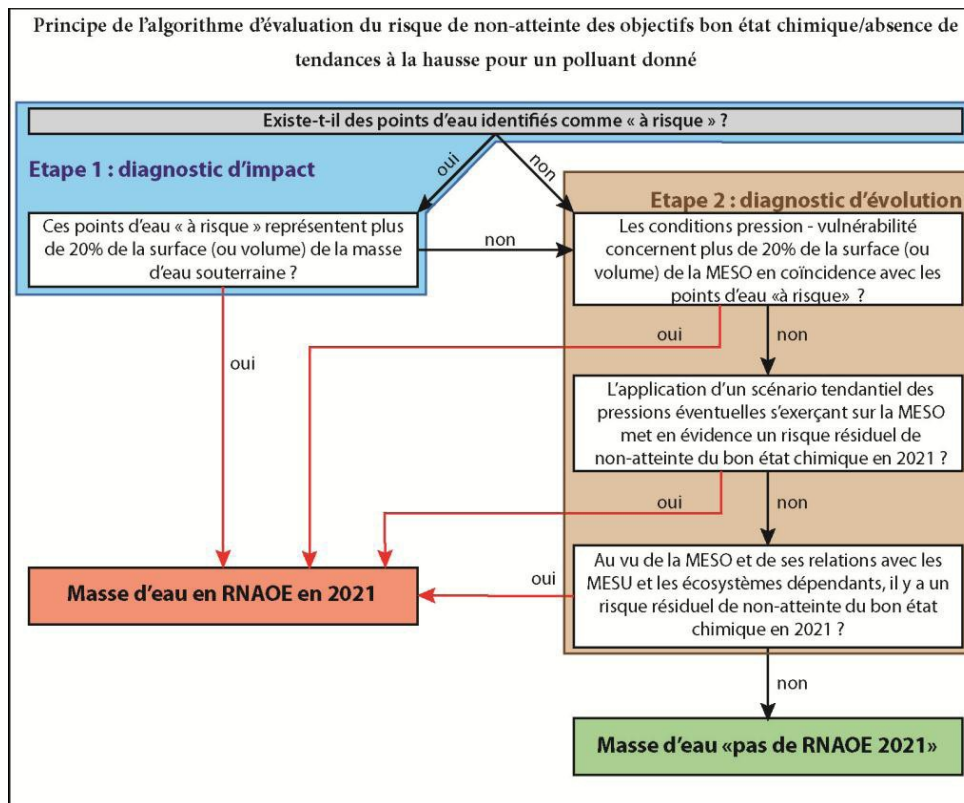 Principe de l’algorithme d’évaluation du risque de non-atteinte des objectifs bon état chimique/absence de
tendances à la hausse pour un polluant donné
Existe-t-il des points d’eau identifiés comme « à risque » ?
oui
non
Etape 1 : diagnostic d’impact
Ces points d’eau « à risque » représentent plus
de 20% de la surface (ou volume) de la masse
d’eau souterraine ?
non
oui
Etape 2 : diagnostic d’évolution
Les conditions pression - vulnérabilité
concernent plus de 20% de la surface (ou
volume) de la MESO en coïncidence avec les
points d’eau «à risque» ?
oui
non
L’application d’un scénario tendantiel des
pressions éventuelles s’exerçant sur la MESO
met en évidence un risque résiduel de
non-atteinte du bon état chimique en 2021 ?
oui
non
Au vu de la MESO et de ses relations avec les
MESU et les écosystèmes dépendants, il y a un
risque résiduel de non-atteinte du bon état
chimique en 2021 ?
oui
Masse d’eau en RNAOE en 2021
non
Masse d’eau «pas de RNAOE 2021»